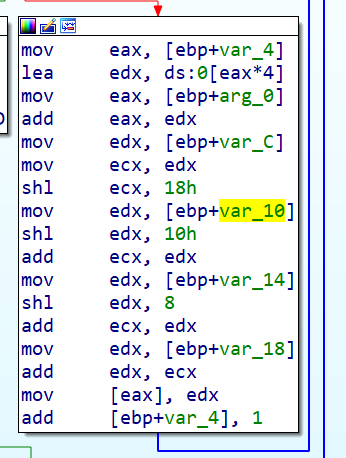 mov eax, [ebp+var_4]
lea edx, ds:0[eax*4]
mov eax, [ebp+arg_0]
add eax, edx
mov edx, [ebp+var_C]
mov ecx, edx
shl ecx, 18h
mov edx, [ebp+var_10]
shl edx, 10h
add ecx, edx
mov edx, [ebp+var_14]
shl edx, 8
add ecx, edx
mov edx, [ebp+var_18]
add edx, ecx
mov [eax], edx
add [ebp+var_4], 1